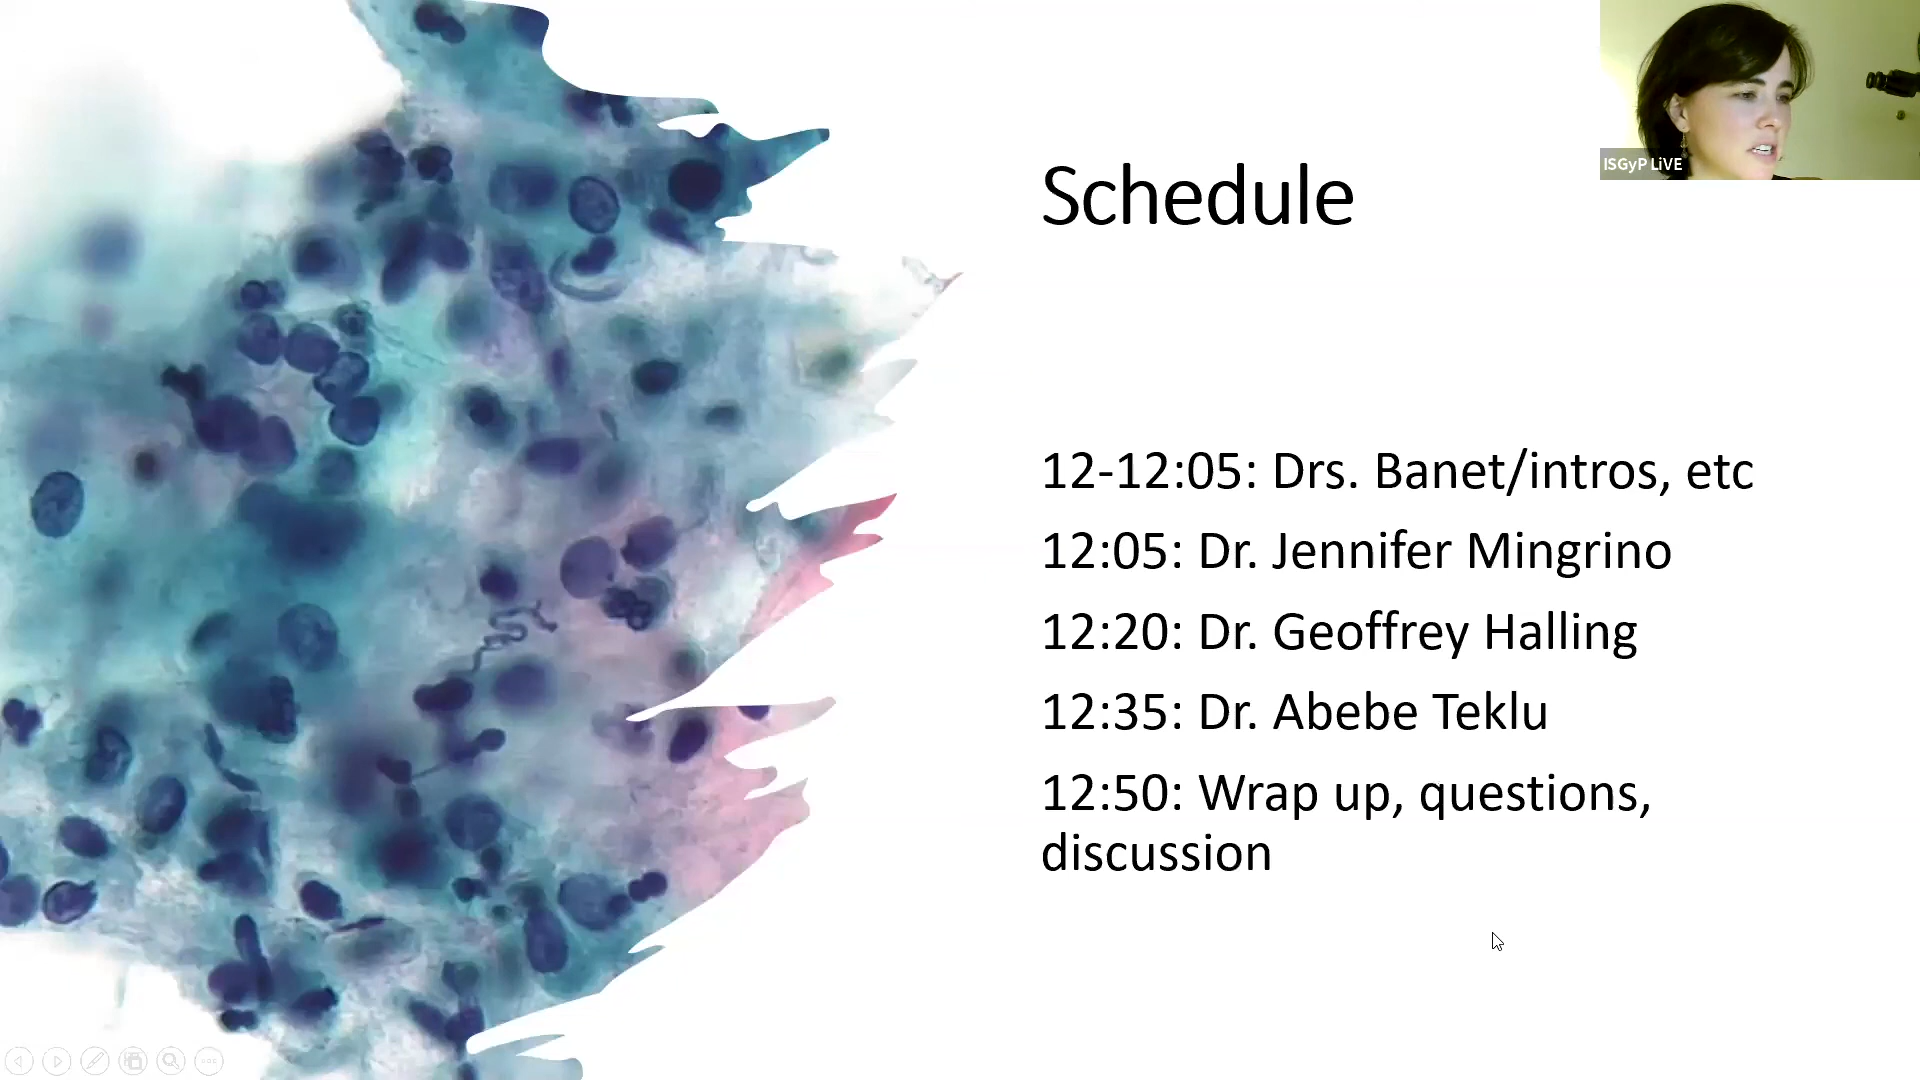 ISGyP LiVE
Schedule
12-12:05: Drs. Banet/intros, etc
12:05: Dr. Jennifer Mingrino
12:20: Dr. Geoffrey Halling
12:35: Dr. Abebe Teklu
12:50: Wrap up, questions,
discussion